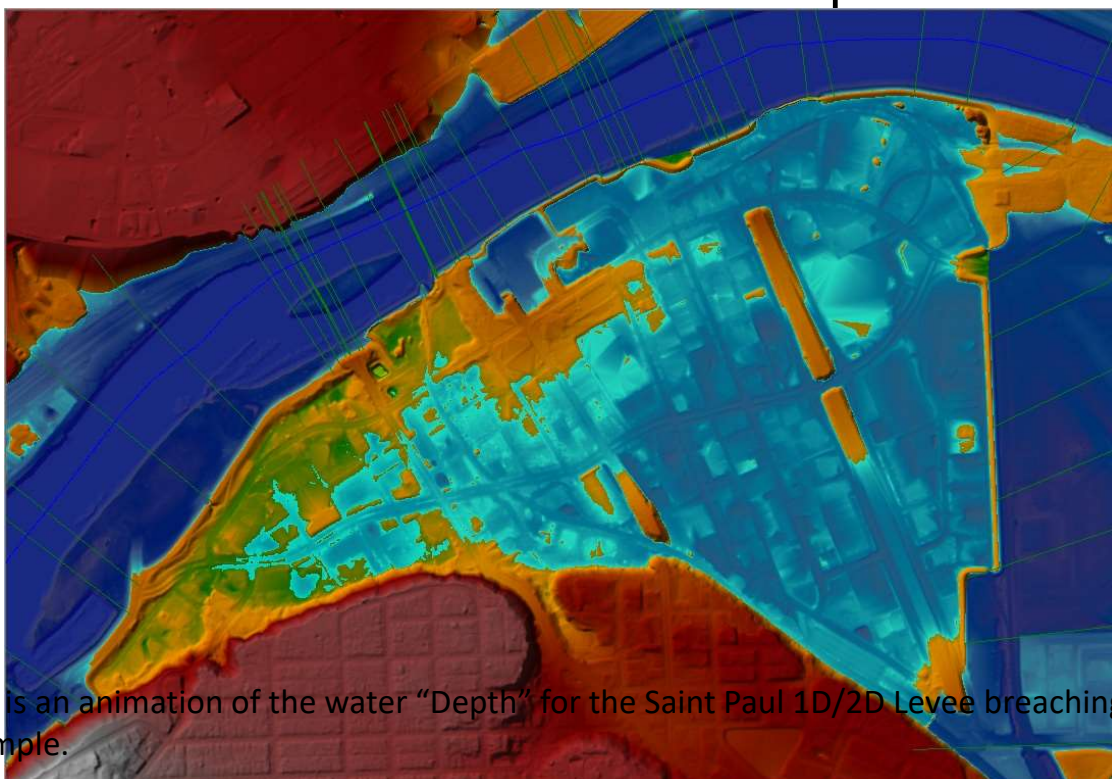 is an animation of the water “Depth” for the Saint Paul 1D/2D Levee breaching
mple.